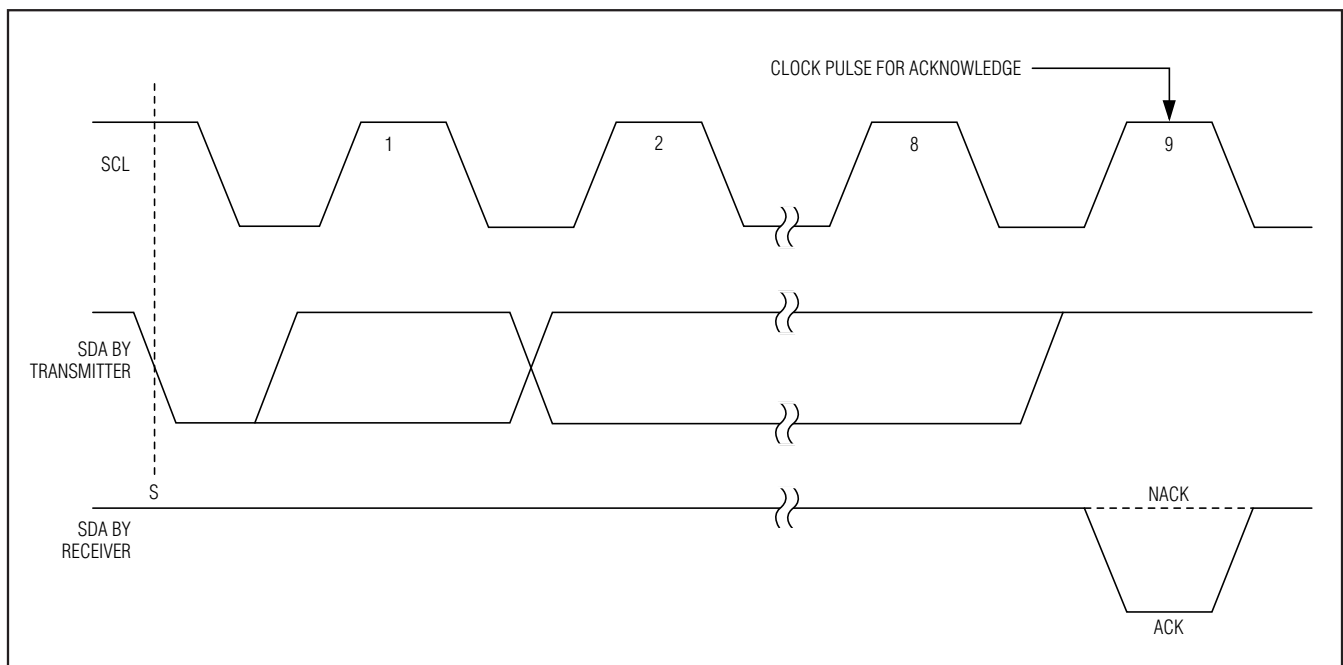 CLOCK PULSE FOR ACKNOWLEDGE
SCL
1
2
8
9
SDA BY
TRANSMITTER
S
SDA BY
RECEIVER
NACK
ACK